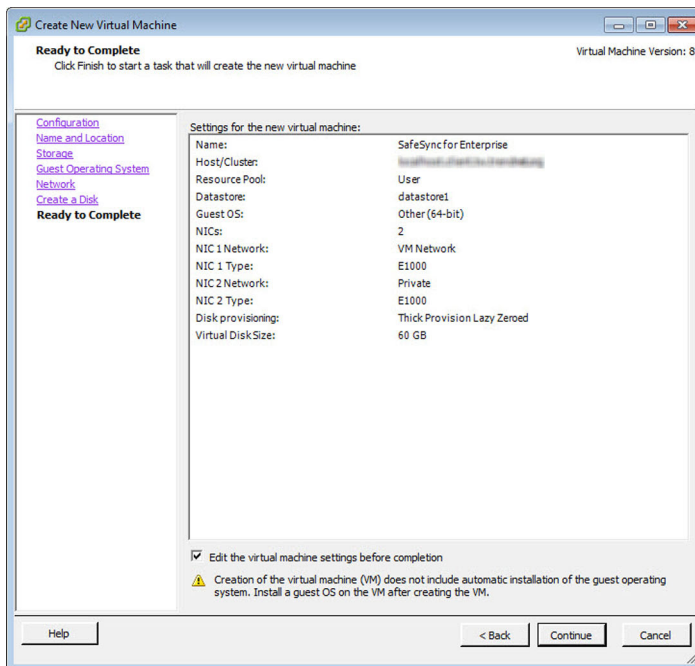 Create New Virtual Machine
Ready to Complete
Virtual Machine Version: 8
Click Finish to start a task that will create the new virtual machine
Configuration
Name and Location
Storage
Guest Operating System
Network
Create a Disk
Ready to Complete
Settings for the new virtual machine:
Name: SafeSync for Enterprise
Host/Cluster:
Resource Pool: User
Datastore: datastore1
Guest OS: Other (64-bit)
NICs: 2
NIC 1 Network: VM Network
NIC 1 Type: E1000
NIC 2 Network: Private
NIC 2 Type: E1000
Disk provisioning: Thick Provision Lazy Zeroed
Virtual Disk Size: 60 GB
Edit the virtual machine settings before completion
Creation of the virtual machine (VM) does not include automatic installation of the guest operating
system. Install a guest OS on the VM after creating the VM.
Help
< Back
Continue
Cancel